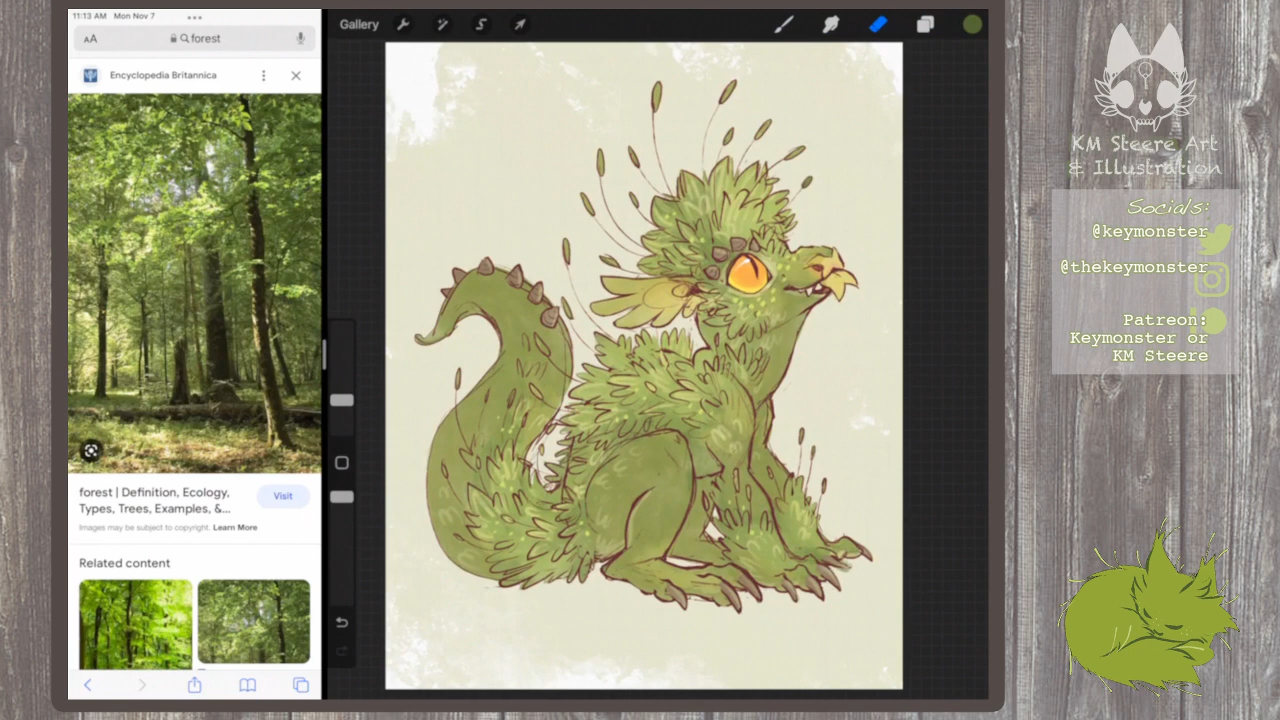 11:13 AM Mon Nov 7
AA
forest
Encyclopedia Britannica
forest | Definition, Ecology,
Types, Trees, Examples, &...
Visit
Images may be subject to copyright. Learn More
Related content
Gallery
KM Steere Art
& Illustration
Socials:
@keymonster
@thekeymonster
Patreon:
Keymonster or
KM Steere